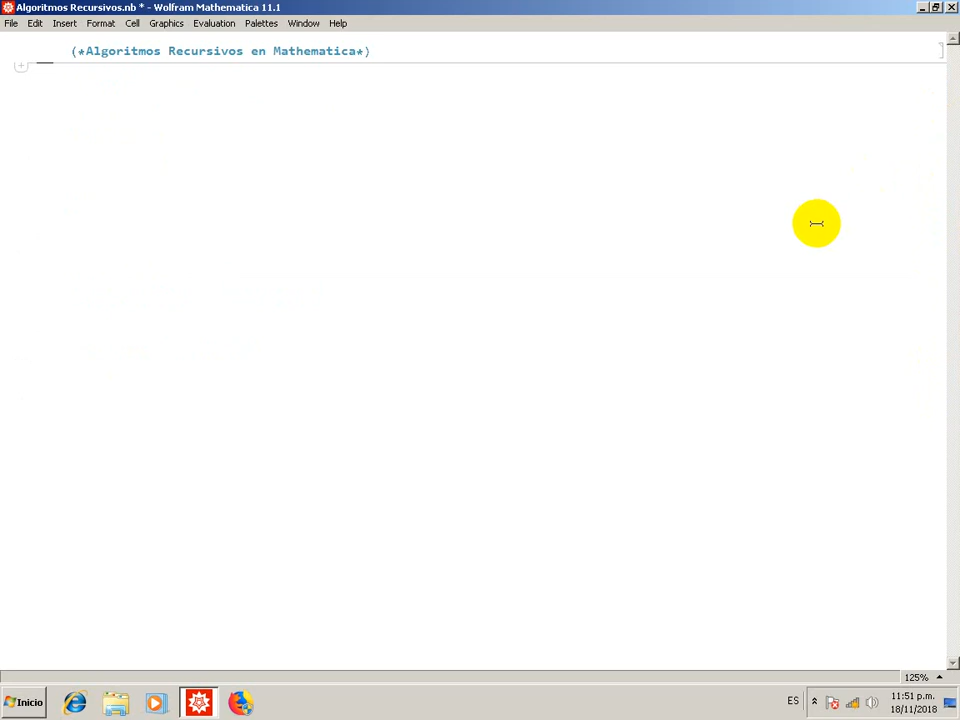 Algoritmos Recursivos.nb * - Wolfram Mathematica 11.1
File Edit Insert Format Cell Graphics Evaluation Palettes Window Help
(*Algoritmos Recursivos en Mathematica*)
125%
Inicio
ES
11:51 p.m.
18/11/2018